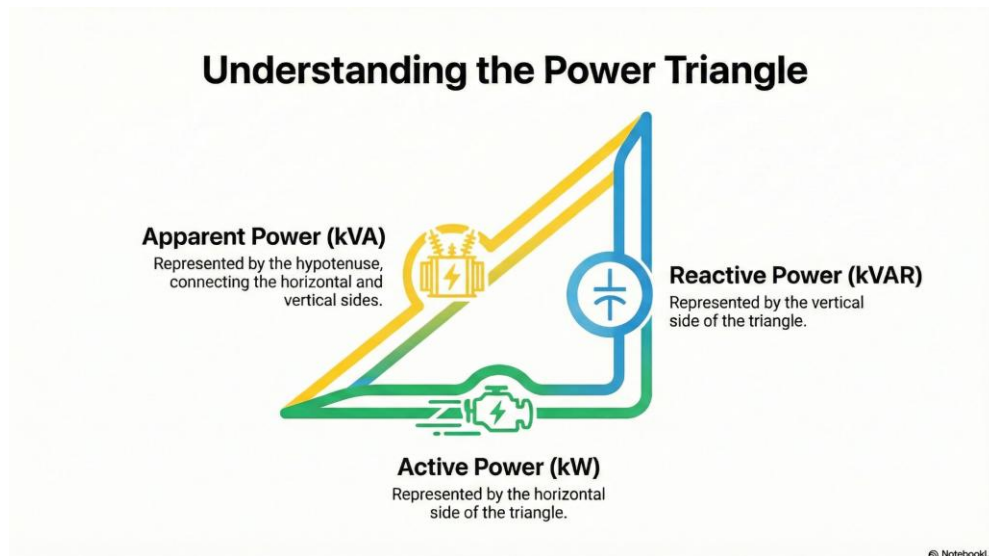 Understanding the Power Triangle
Apparent Power (kVA)
Represented by the hypotenuse,
connecting the horizontal and
vertical sides.
Reactive Power (kVAR)
Represented by the vertical
side of the triangle.
Active Power (kW)
Represented by the horizontal
side of the triangle.
Notebookl